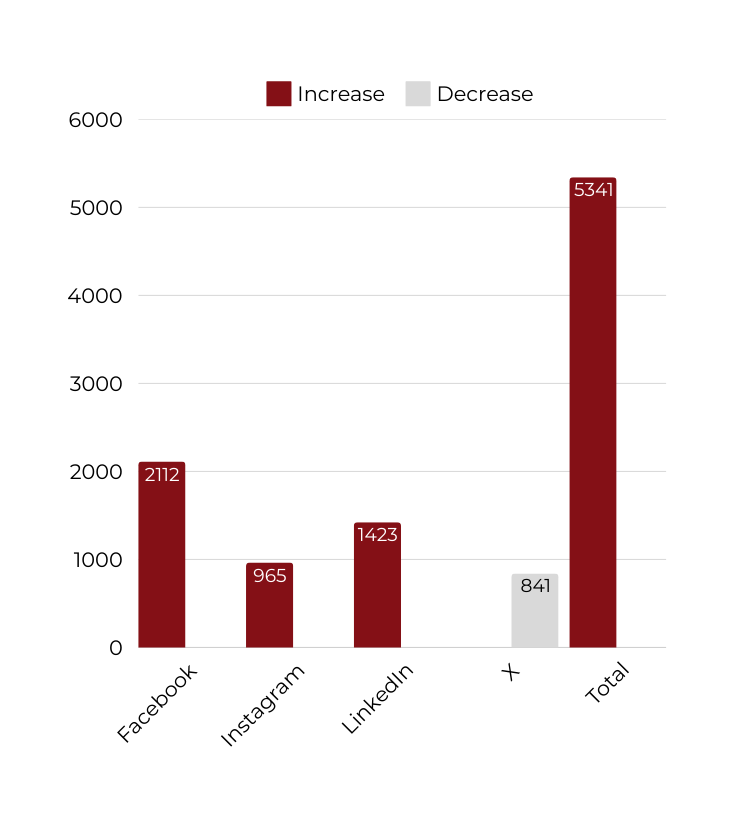 Increase Decrease
6000
5000
4000
3000
2000
1000
0
2112
965
1423
841
5341
Facebook
Instagram
LinkedIn
X
Total